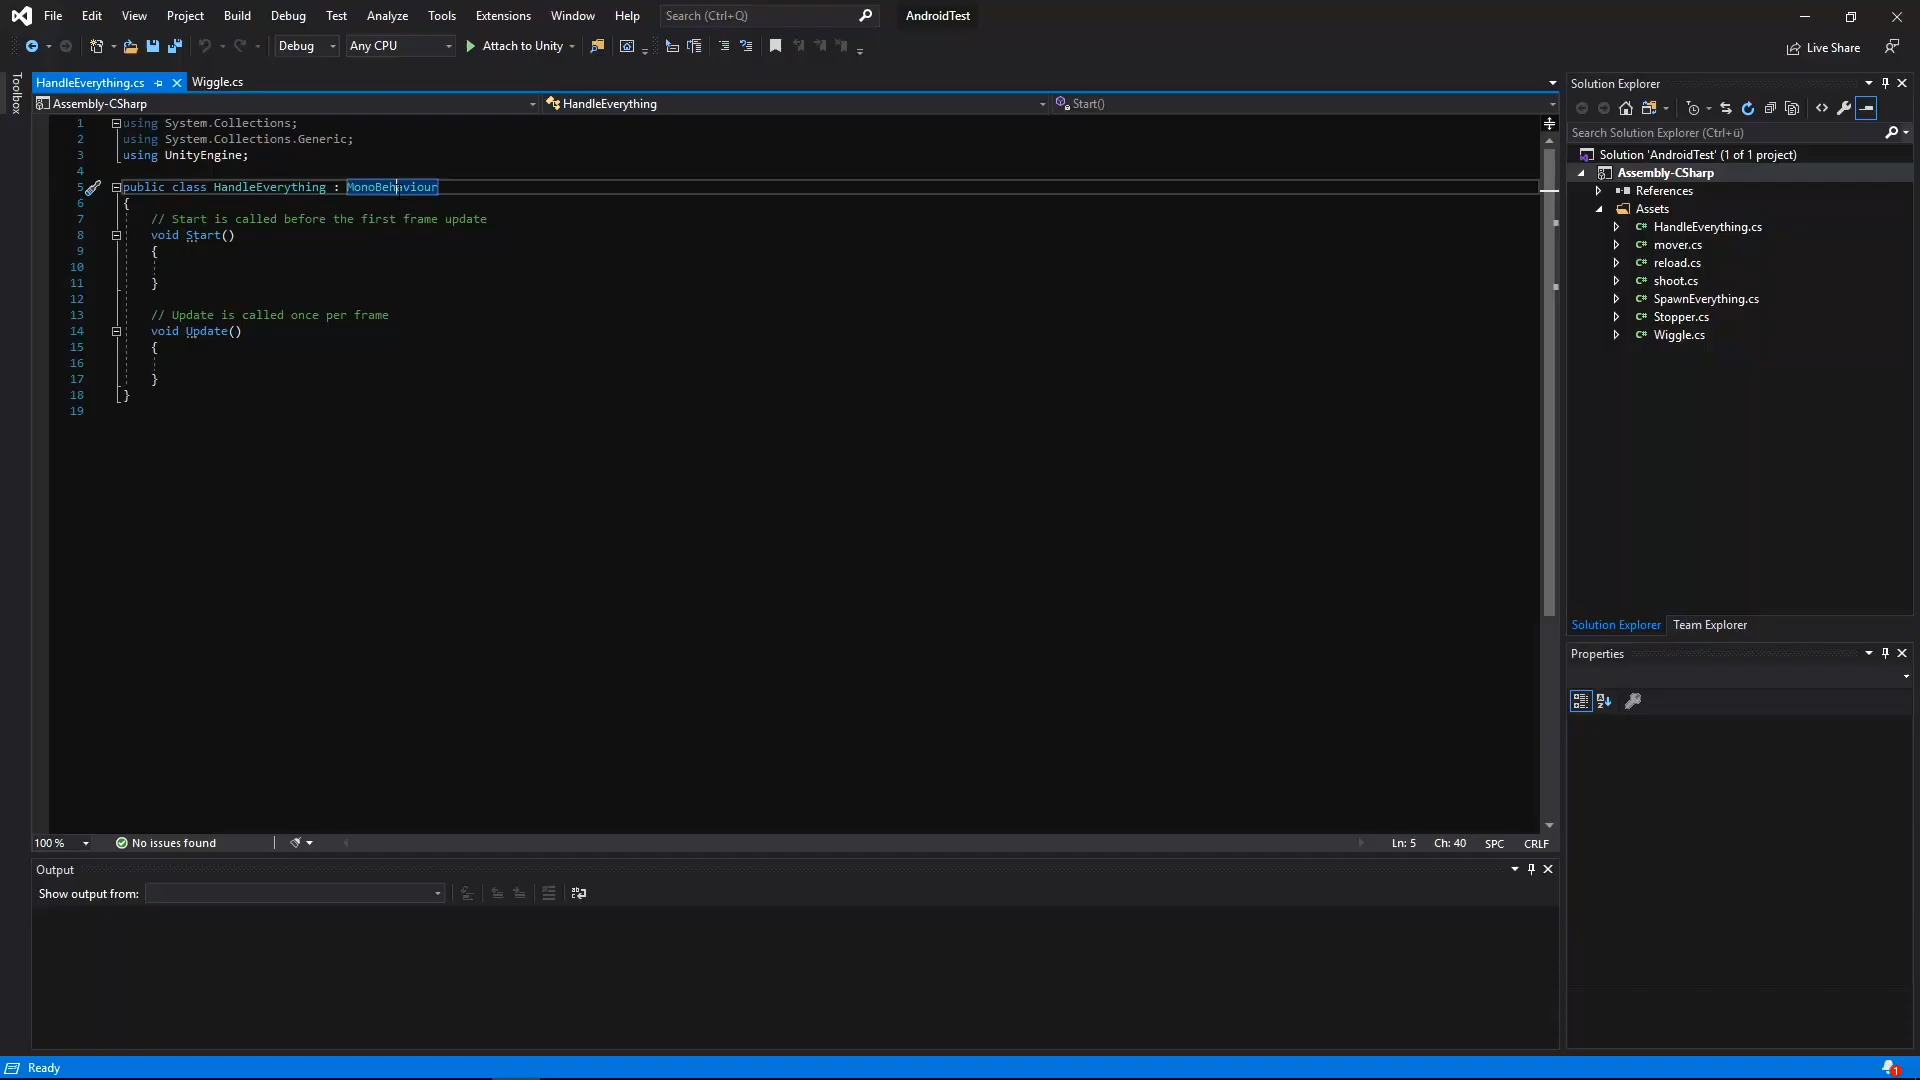 File Edit View Project Build Debug Test Analyze Tools Extensions Window Help Search (Ctrl+Q) AndroidTest
Debug Any CPU Attach to Unity Live Share
Toolbox
HandleEverything.cs Wiggle.cs
Assembly-CSharp HandleEverything Start()
1 using System.Collections;
2 using System.Collections.Generic;
3 using UnityEngine;
4
5 public class HandleEverything : MonoBehaviour
6 {
7 // Start is called before the first frame update
8 void Start()
9 {
10
11 }
12
13 // Update is called once per frame
14 void Update()
15 {
16
17 }
18 }
19
100 % No issues found Ln: 5 Ch: 40 SPC CRLF
Output
Show output from:
Solution Explorer
Search Solution Explorer (Ctrl+ü)
Solution 'AndroidTest' (1 of 1 project)
Assembly-CSharp
References
Assets
C# HandleEverything.cs
C# mover.cs
C# reload.cs
C# shoot.cs
C# SpawnEverything.cs
C# Stopper.cs
C# Wiggle.cs
Solution Explorer Team Explorer
Properties
Ready 1